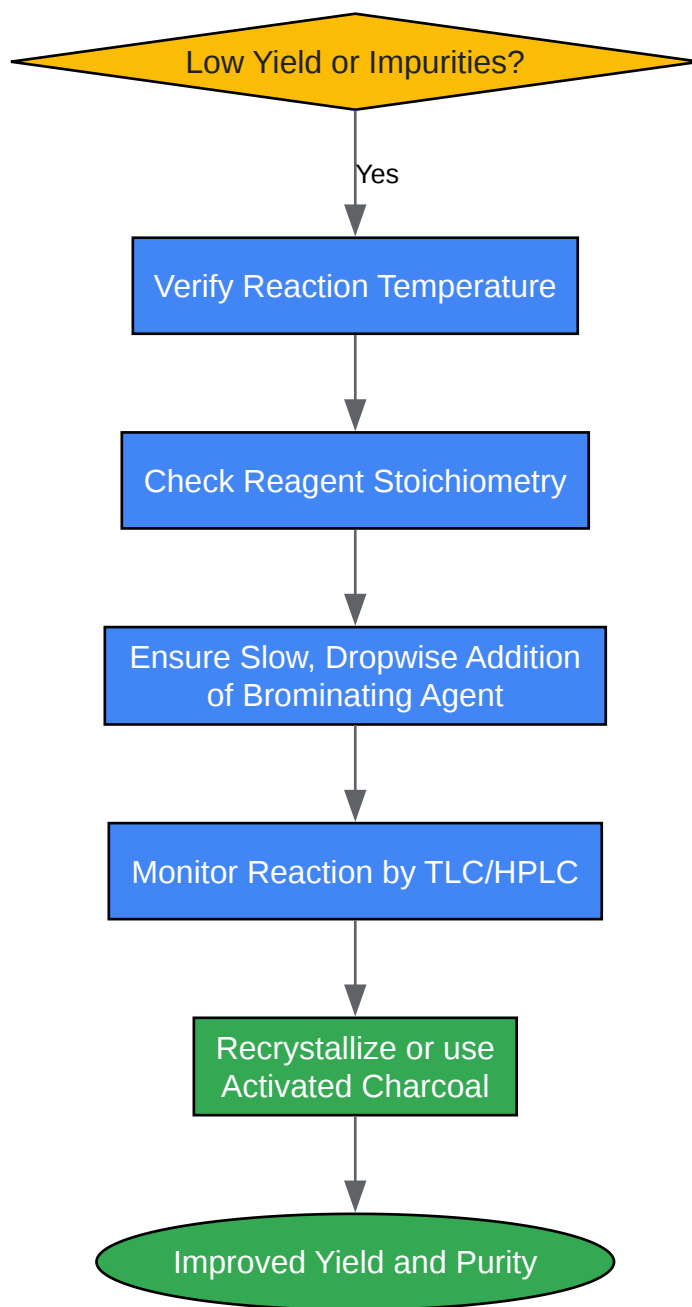 Low Yield or Impurities?
Yes
Verify Reaction Temperature
Check Reagent Stoichiometry
Ensure Slow, Dropwise Addition
of Brominating Agent
Monitor Reaction by TLC/HPLC
Recrystallize or use
Activated Charcoal
Improved Yield and Purity